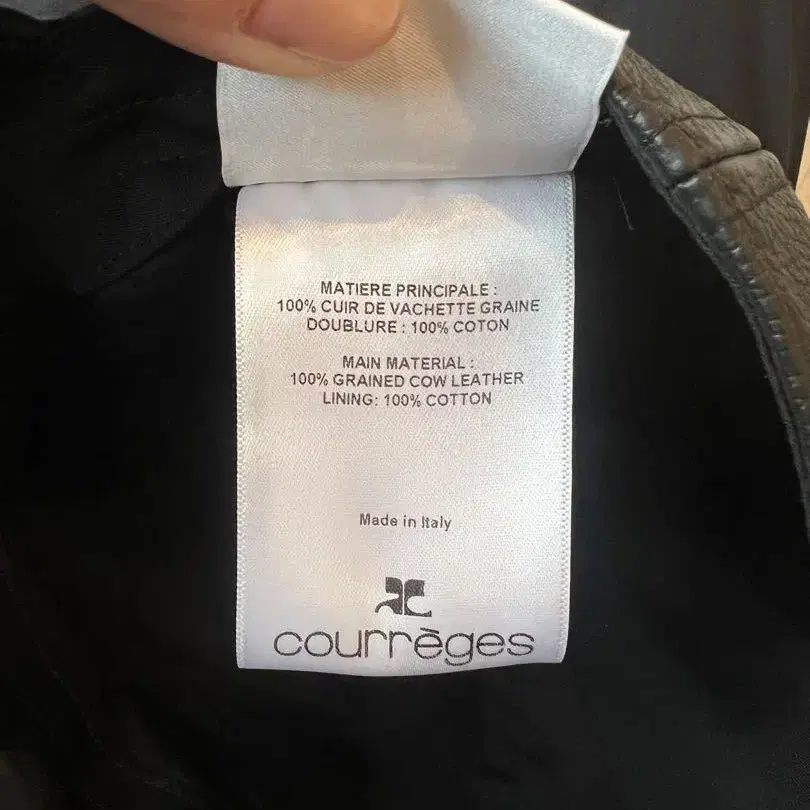 MATIERE PRINCIPALE :
100% CUIR DE VACHETTE GRAINE
DOUBLURE : 100% COTON
MAIN MATERIAL :
100% GRAINED COW LEATHER
LINING: 100% COTTON
Made in Italy
courrèges